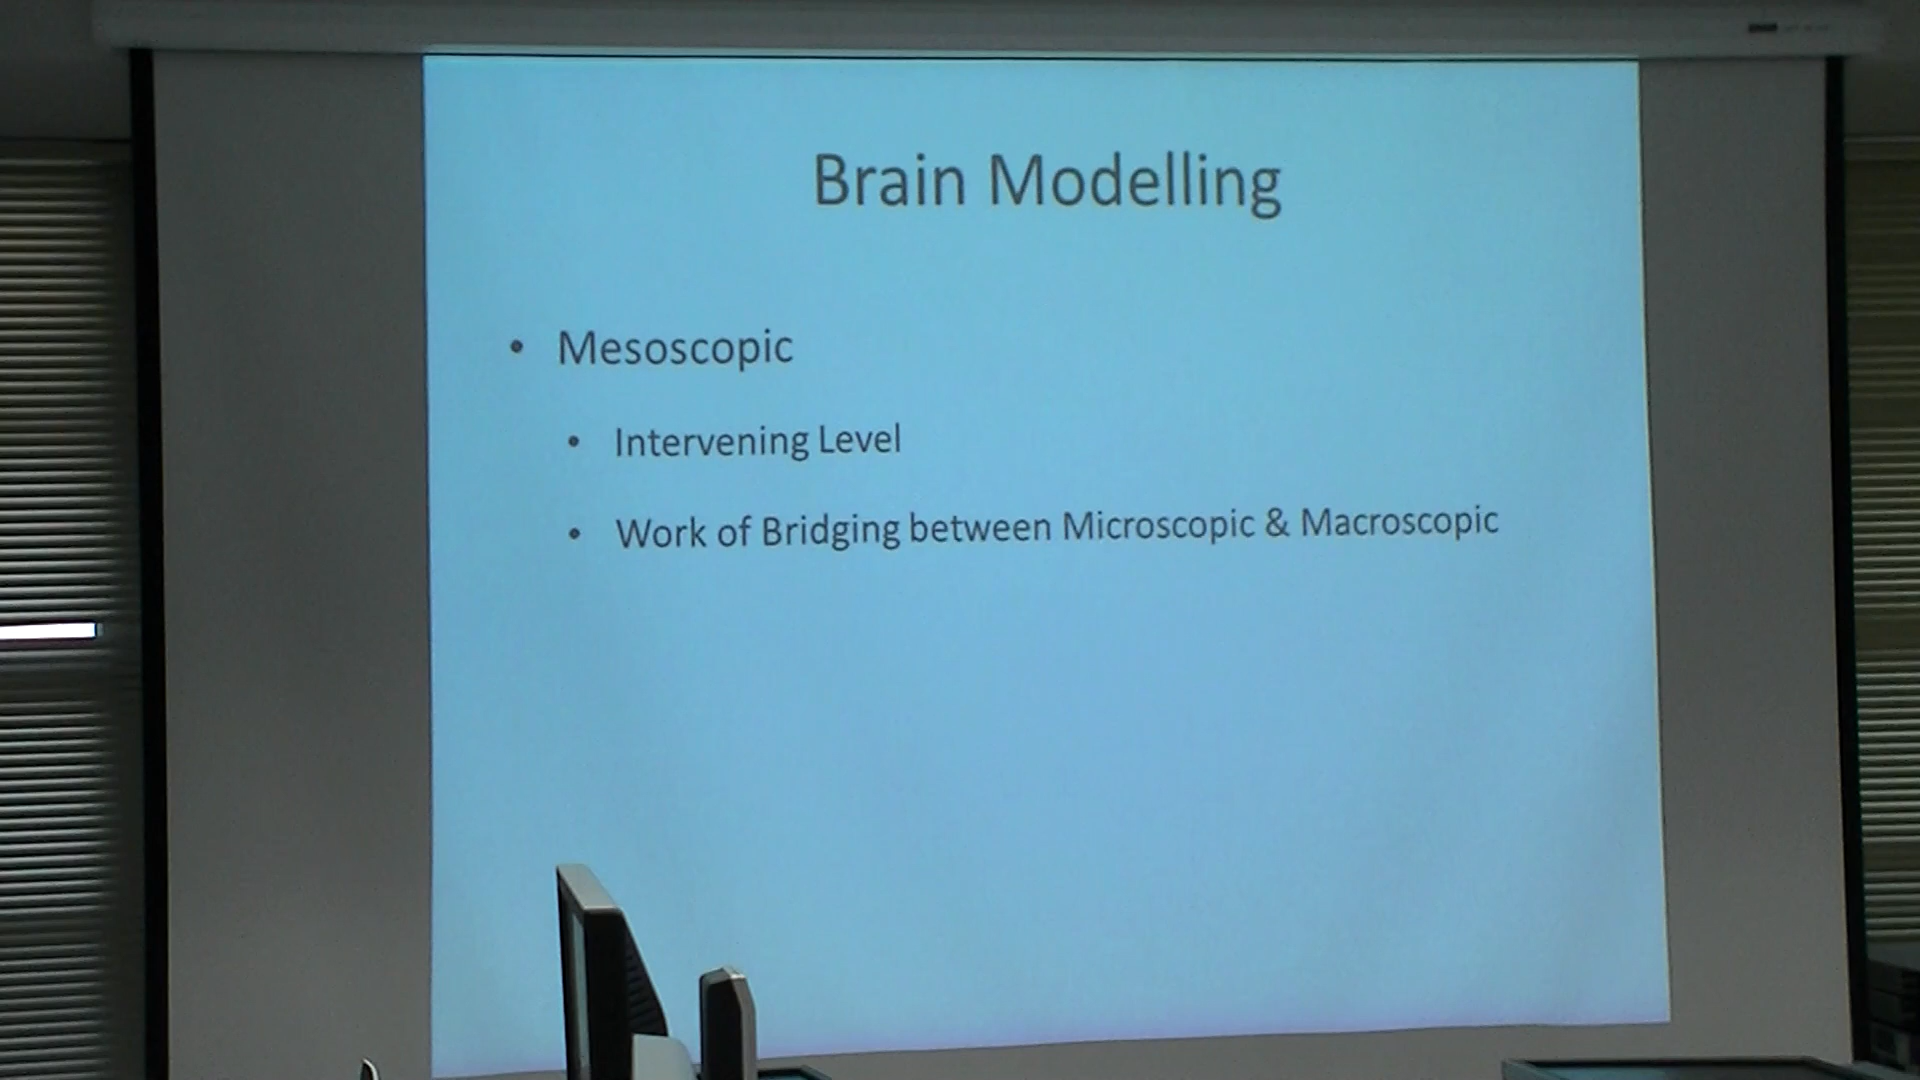 Brain Modelling
• Mesoscopic
• Intervening Level
• Work of Bridging between Microscopic & Macroscopic